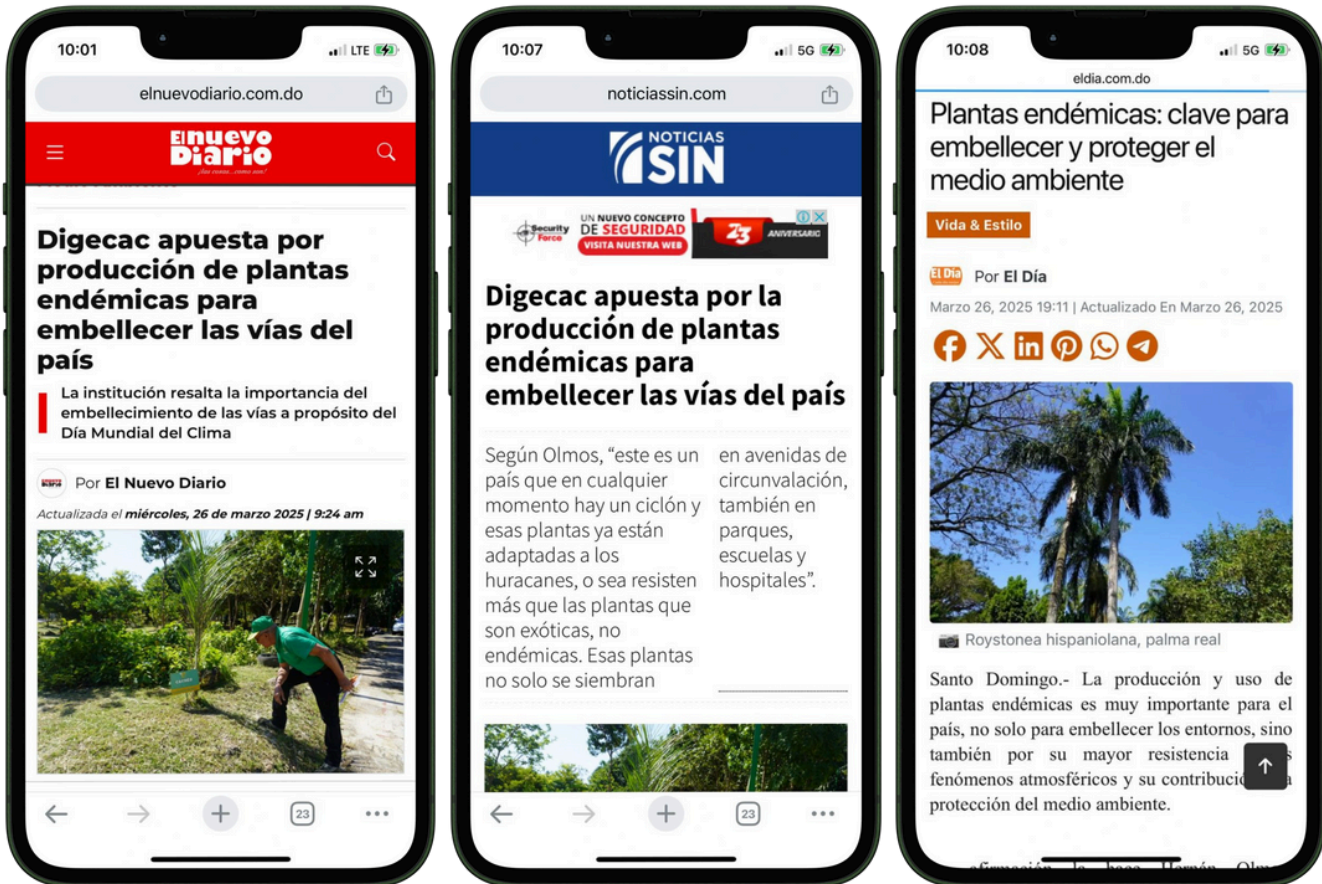 10:01
LTE
elnuevodiario.com.do
El nuevo
Diario
¡las cosas...como son!
Digecac apuesta por
producción de plantas
endémicas para
embellecer las vías del
país
La institución resalta la importancia del
embellecimiento de las vías a propósito del
Día Mundial del Clima
Por El Nuevo Diario
Actualizada el miércoles, 26 de marzo 2025 | 9:24 am
23
10:07
5G
noticiassin.com
NOTICIAS
SIN
Security
Force
UN NUEVO CONCEPTO
DE SEGURIDAD
VISITA NUESTRA WEB
23
ANIVERSARIO
Digecac apuesta por la
producción de plantas
endémicas para
embellecer las vías del país
Según Olmos, “este es un
país que en cualquier
momento hay un ciclón y
esas plantas ya están
adaptadas a los
huracanes, o sea resisten
más que las plantas que
son exóticas, no
endémicas. Esas plantas
no solo se siembran
en avenidas de
circunvalación,
también en
parques,
escuelas y
hospitales”.
23
10:08
5G
eldia.com.do
Plantas endémicas: clave para
embellecer y proteger el
medio ambiente
Vida & Estilo
El Día
Por El Día
Marzo 26, 2025 19:11 | Actualizado En Marzo 26, 2025
Roystonea hispaniolana, palma real
Santo Domingo.- La producción y uso de
plantas endémicas es muy importante para el
país, no solo para embellecer los entornos, sino
también por su mayor resistencia
fenómenos atmosféricos y su
protección del medio ambiente.